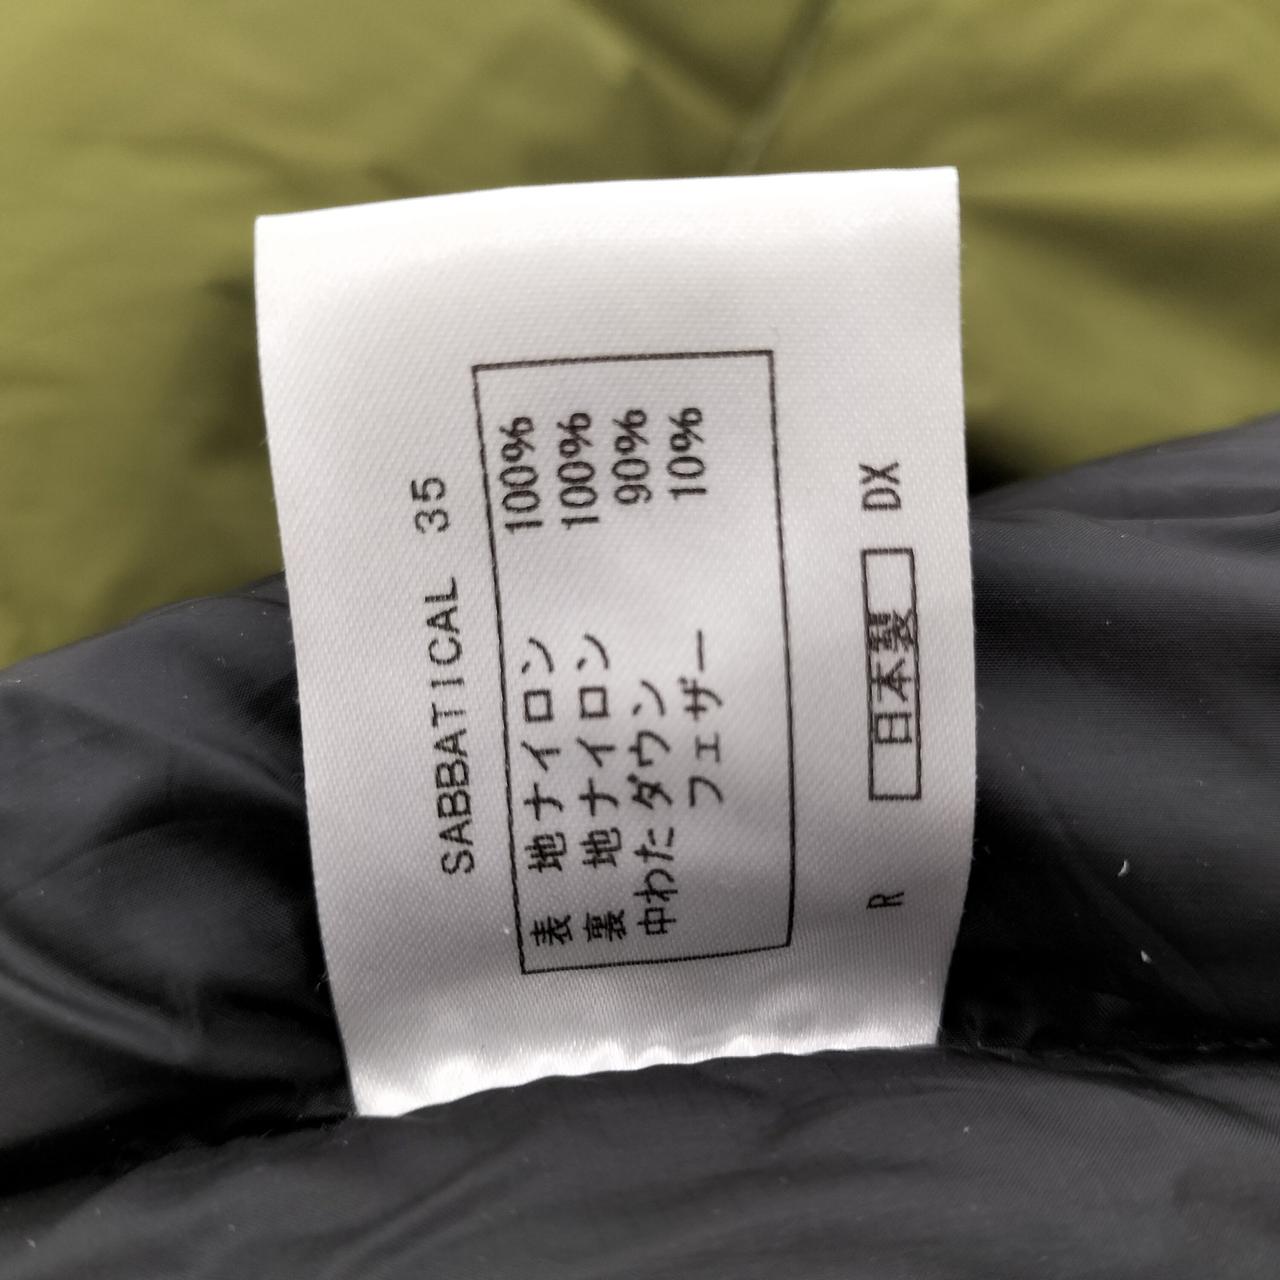 SABBATICAL 35
表 地ナイロン 100%
裏 地ナイロン 100%
中わたダウン 90%
フェザー 10%
R 日本製 DX